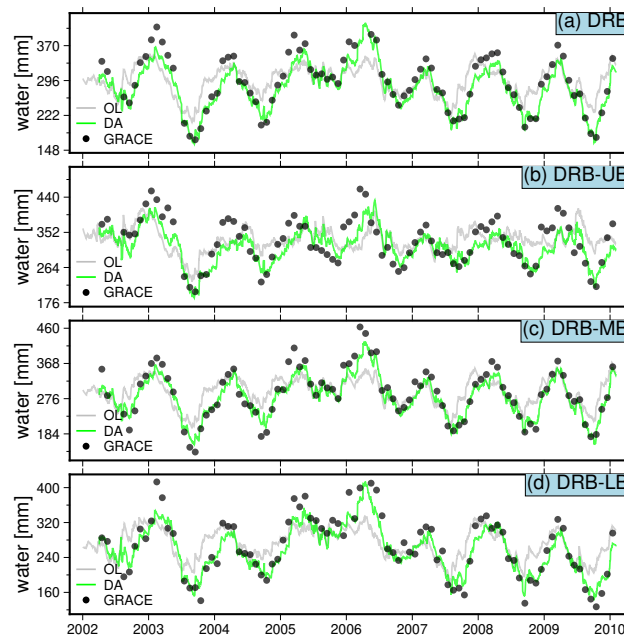 (a) DRB
water [mm]
370
296
222
148
OL
DA
GRACE
(b) DRB-UB
water [mm]
440
352
264
176
OL
DA
GRACE
(c) DRB-MB
water [mm]
460
368
276
184
OL
DA
GRACE
(d) DRB-LB
water [mm]
400
320
240
160
OL
DA
GRACE
2002 2003 2004 2005 2006 2007 2008 2009 2010